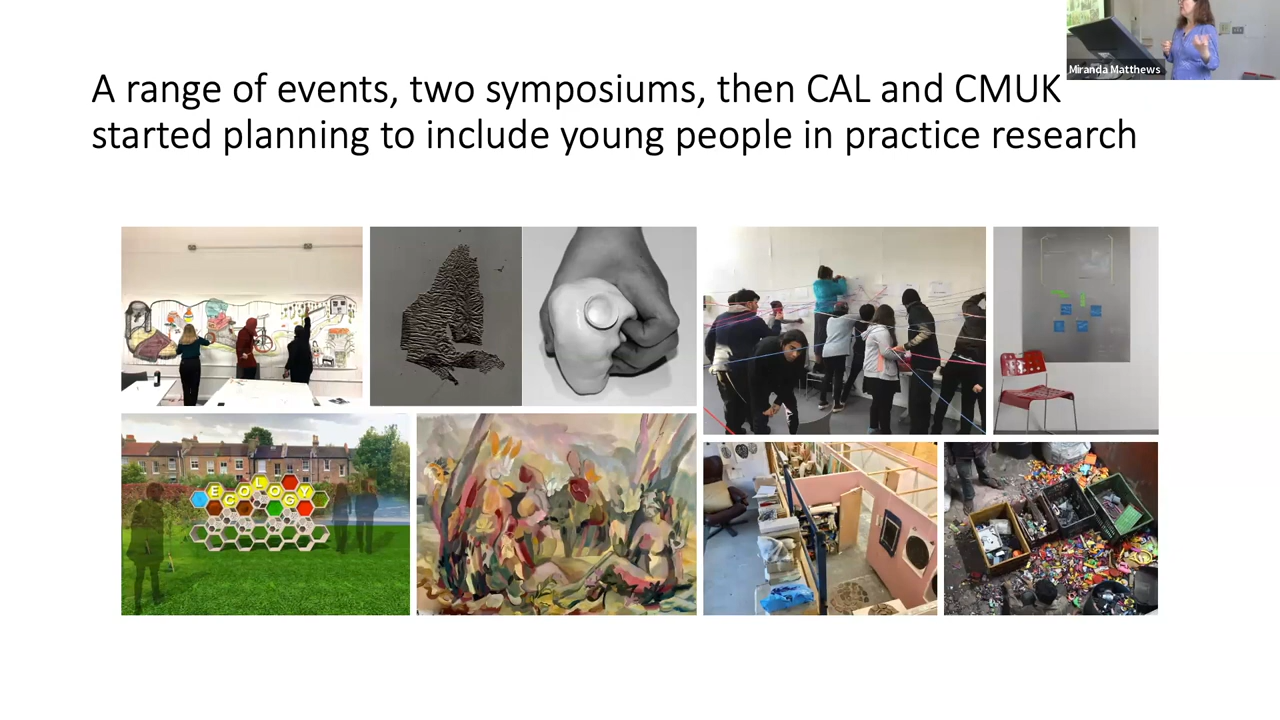 Miranda Matthews
A range of events, two symposiums, then CAL and CMUK
started planning to include young people in practice research
ECOLOGY